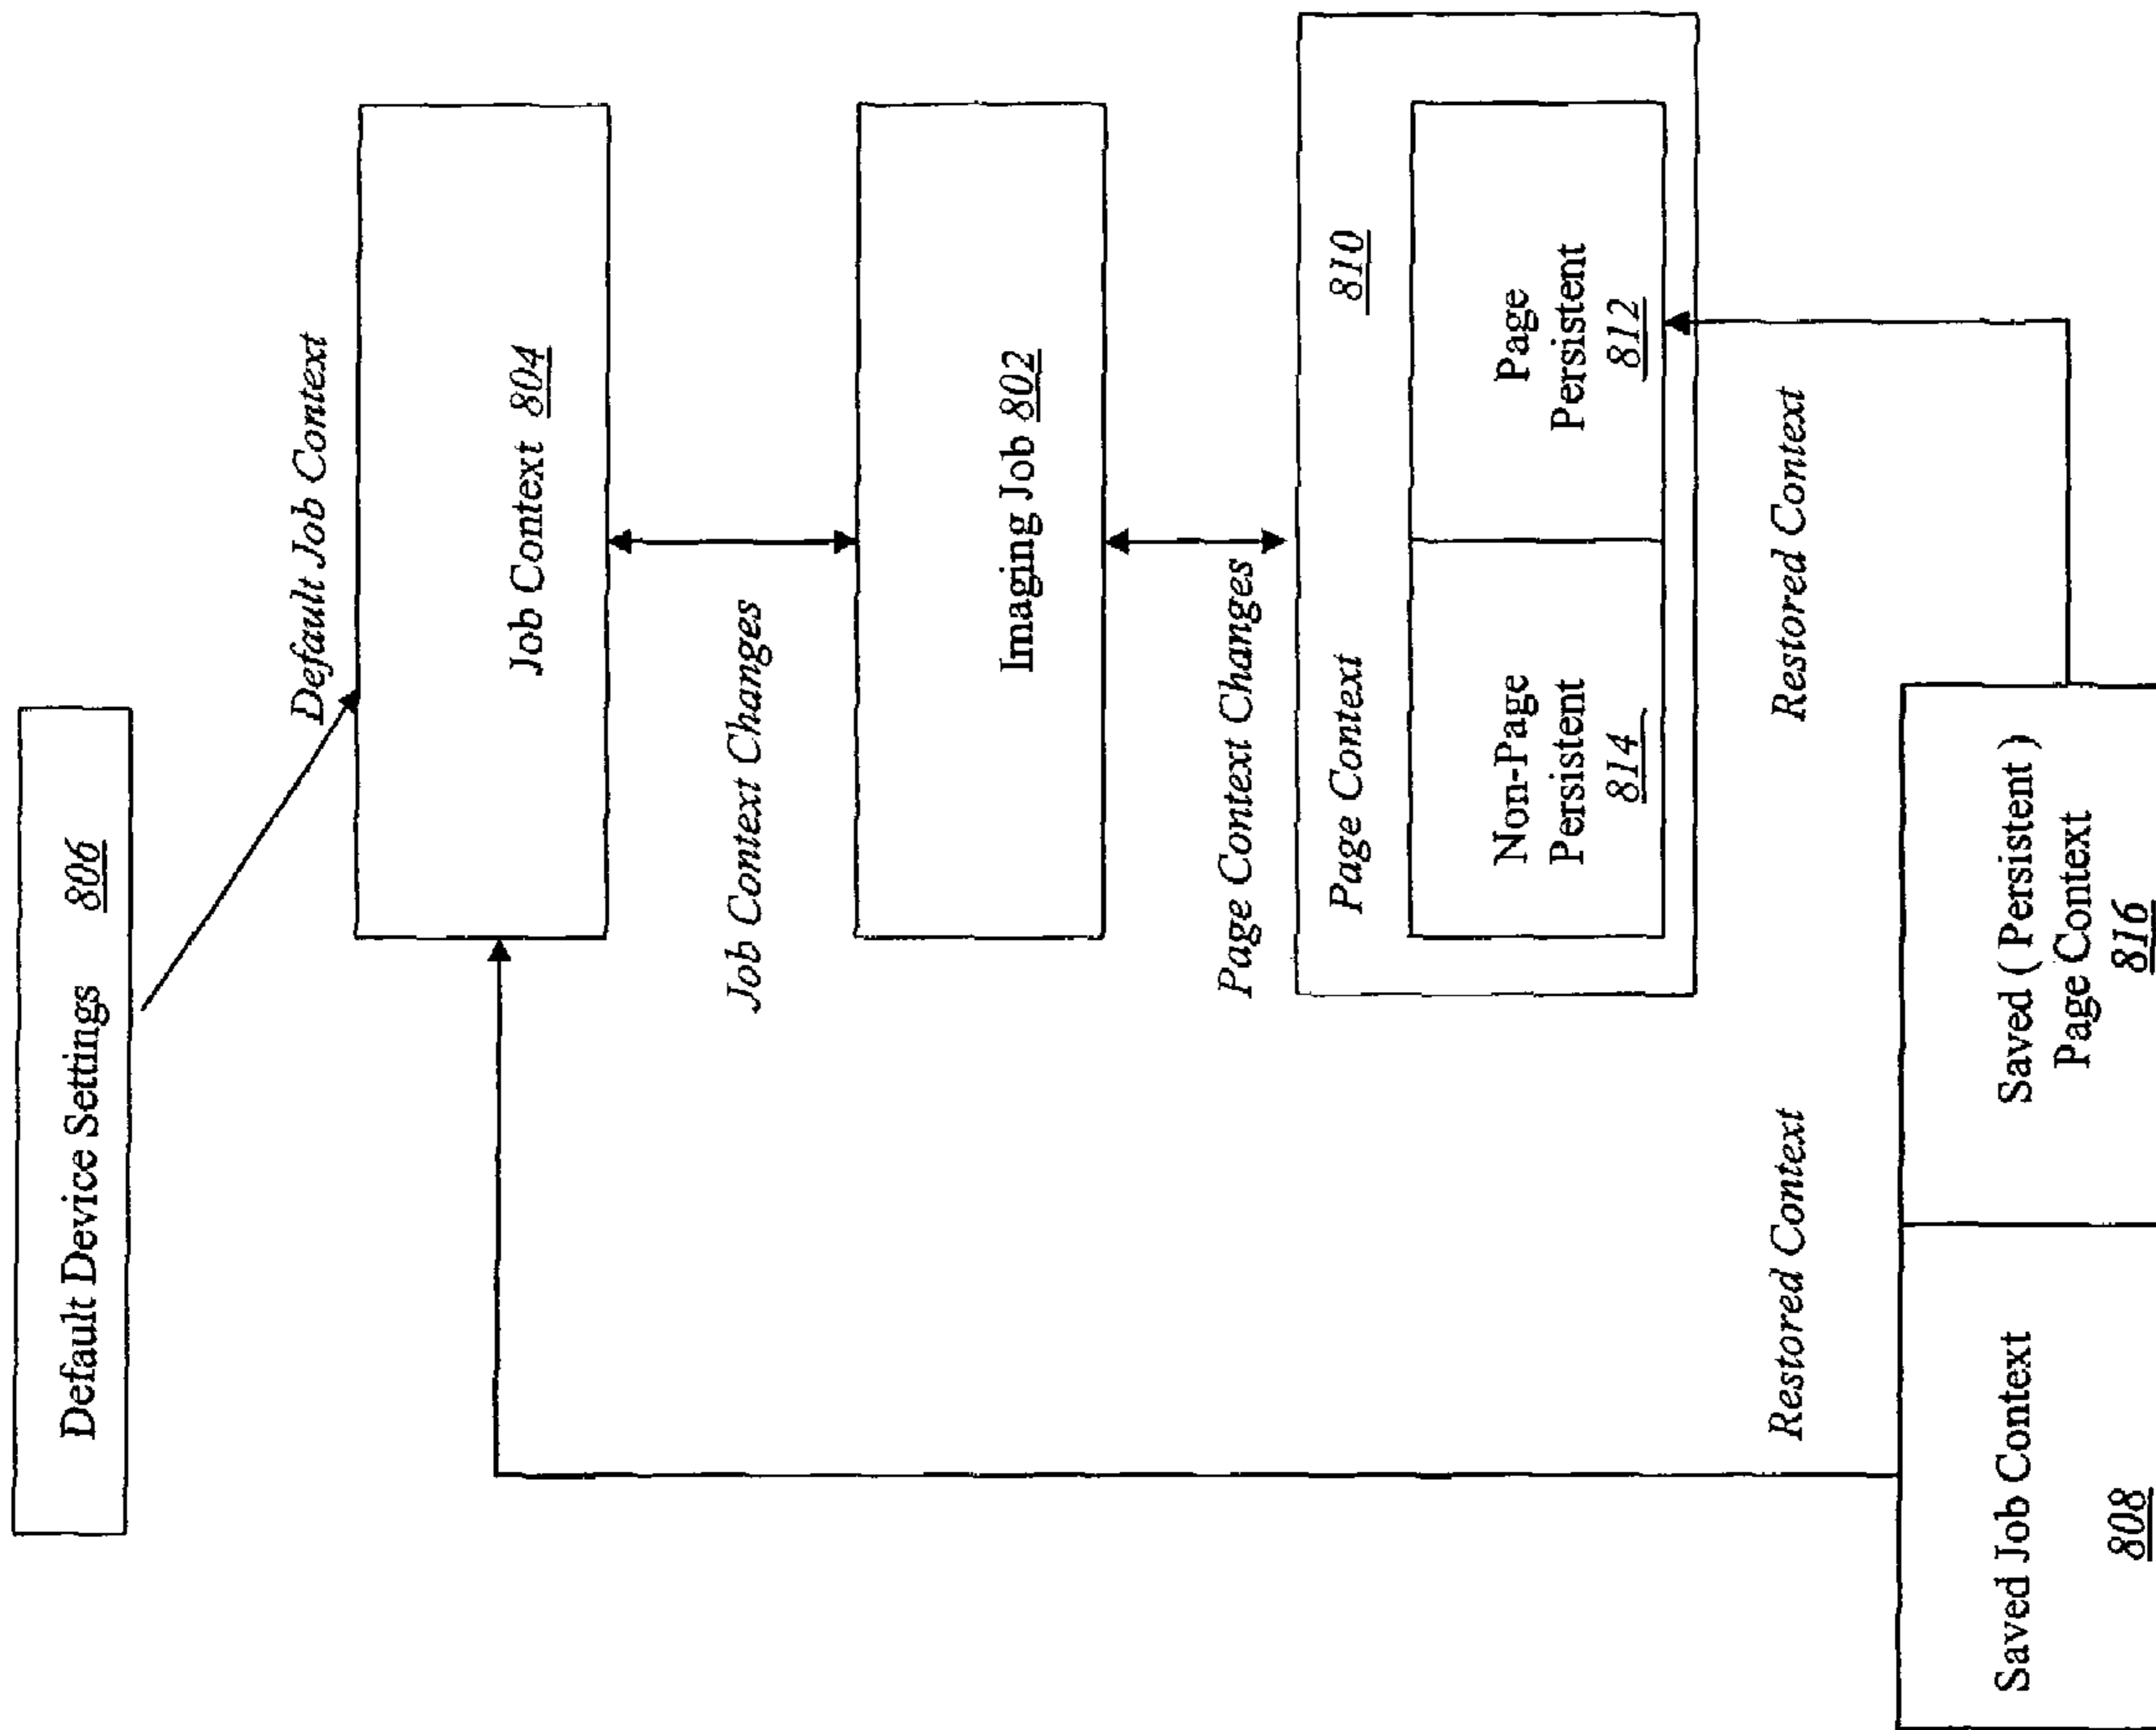 Default Device Settings 806
Default Job Context
Job Context 804
Job Context Changes
Imaging Job 802
Page Context Changes
Page Context 810
Non-Page
Persistent
814
Page
Persistent
812
Restored Context
Restored Context
Saved Job Context
808
Saved ( Persistent )
Page Context
816